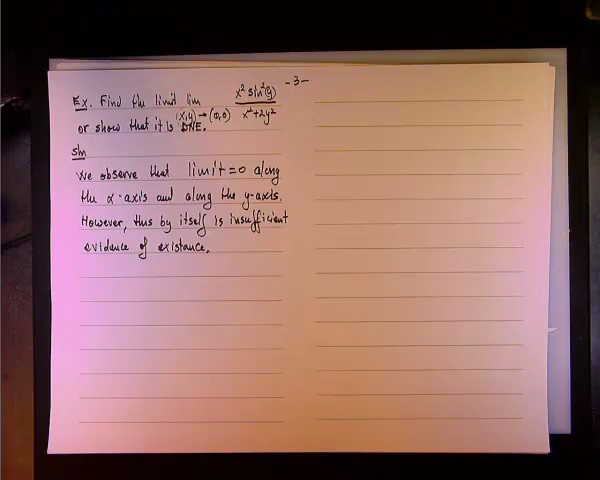 -3-
Ex. Find the limit lim x² sin²(y)
(x,y)→(0,0) x²+2y²
or show that it is DNE.
Sln
We observe that limit=0 along
the x-axis and along the y-axis.
However, this by itself is insufficient
evidence of existance.